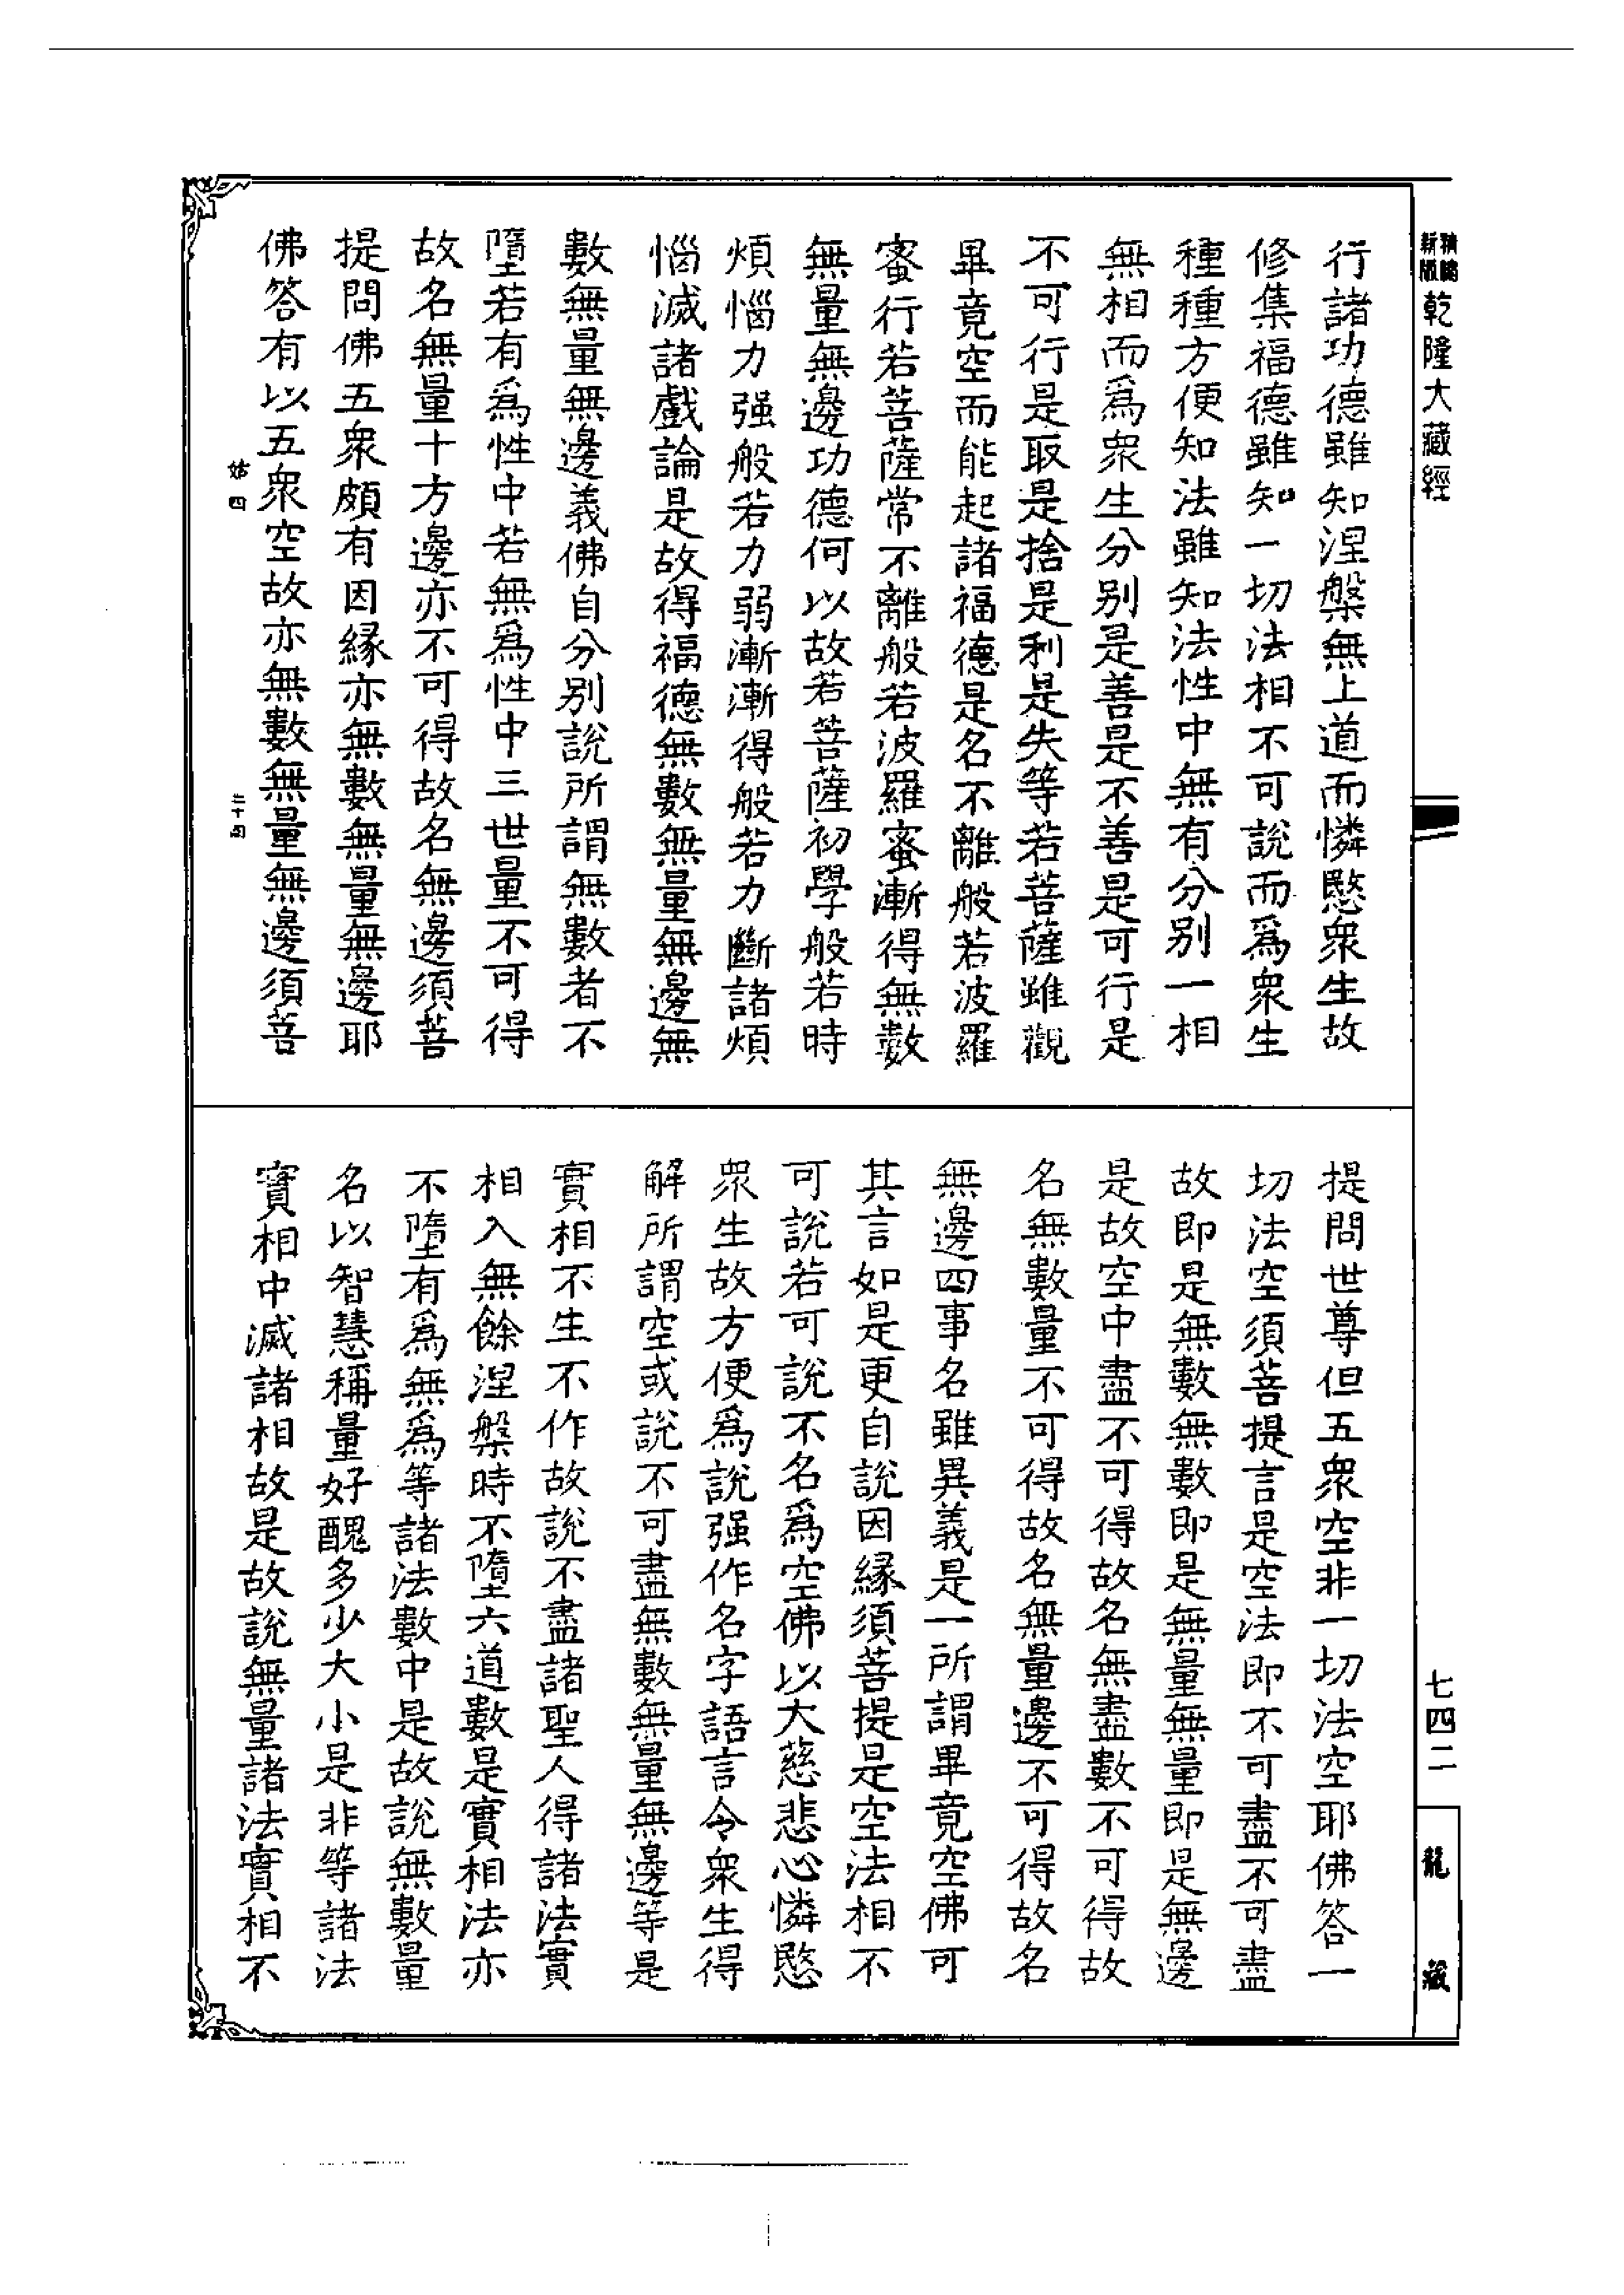 新版
精縮
乾隆大藏經
行諸功德雖知涅槃無上道而憐愍衆生故
修集福德雖知一切法相不可說而爲衆生
種種方便知法雖知法性中無有分別一相
無相而爲衆生分別是善是不善是可行是
不可行是取是捨是利是失等若菩薩雖觀
畢竟空而能起諸福德是名不離般若波羅
蜜行若菩薩常不離般若波羅蜜漸得無數
無量無邊功德何以故若菩薩初學般若時
煩惱力强般若力弱漸漸得般若力斷諸煩
惱滅諸戲論是故得福德無數無量無邊無
數無量無邊義佛自分別說所謂無數者不
墮若有爲性中若無爲性中三世量不可得
故名無量十方邊亦不可得故名無邊須菩
提問佛五衆頗有因緣亦無數無量無邊耶
佛答有以五衆空故亦無數無量無邊須菩
姑四
二十四
提問世尊但五衆空非一切法空耶佛答一
切法空須菩提言是空法即不可盡不可盡
故即是無數無數即是無量無量即是無邊
是故空中盡不可得故名無盡數不可得故
名無數量不可得故名無量邊不可得故名
無邊四事名雖異義是一所謂畢竟空佛可
其言如是更自說因緣須菩提是空法相不
可說若可說不名爲空佛以大慈悲心憐愍
衆生故方便爲說强作名字語言令衆生得
解所謂空或說不可盡無數無量無邊等是
實相不生不作故說不盡諸聖人得諸法實
相入無餘涅槃時不墮六道數是實相法亦
不墮有爲無爲等諸法數中是故說無數量
名以智慧稱量好醜多少大小是非等諸法
實相中滅諸相故是故說無量諸法實相不
七四二
龍藏